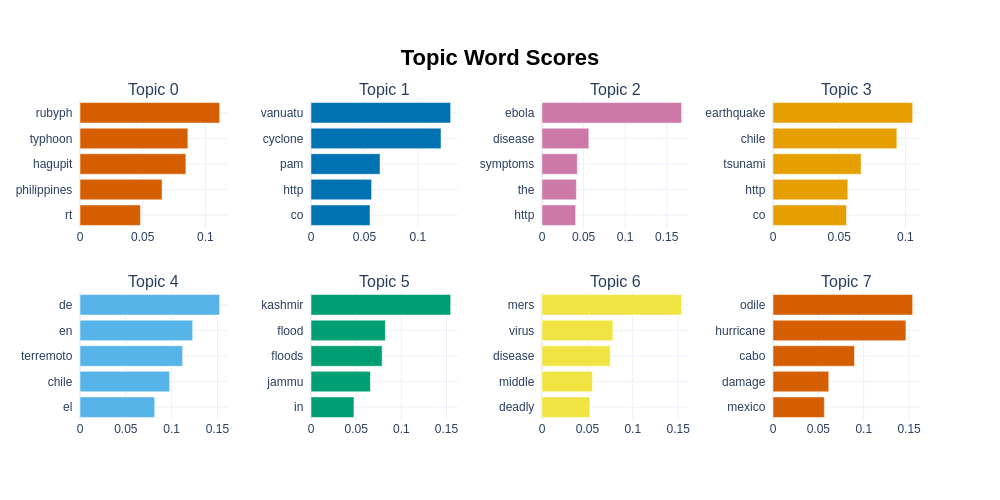 Topic Word Scores
Topic 0
rubyph
typhoon
hagupit
philippines
rt
0 0.05 0.1
Topic 1
vanuatu
cyclone
pam
http
co
0 0.05 0.1
Topic 2
ebola
disease
symptoms
the
http
0 0.05 0.1 0.15
Topic 3
earthquake
chile
tsunami
http
co
0 0.05 0.1
Topic 4
de
en
terremoto
chile
el
0 0.05 0.1 0.15
Topic 5
kashmir
flood
floods
jammu
in
0 0.05 0.1 0.15
Topic 6
mers
virus
disease
middle
deadly
0 0.05 0.1 0.15
Topic 7
odile
hurricane
cabo
damage
mexico
0 0.05 0.1 0.15